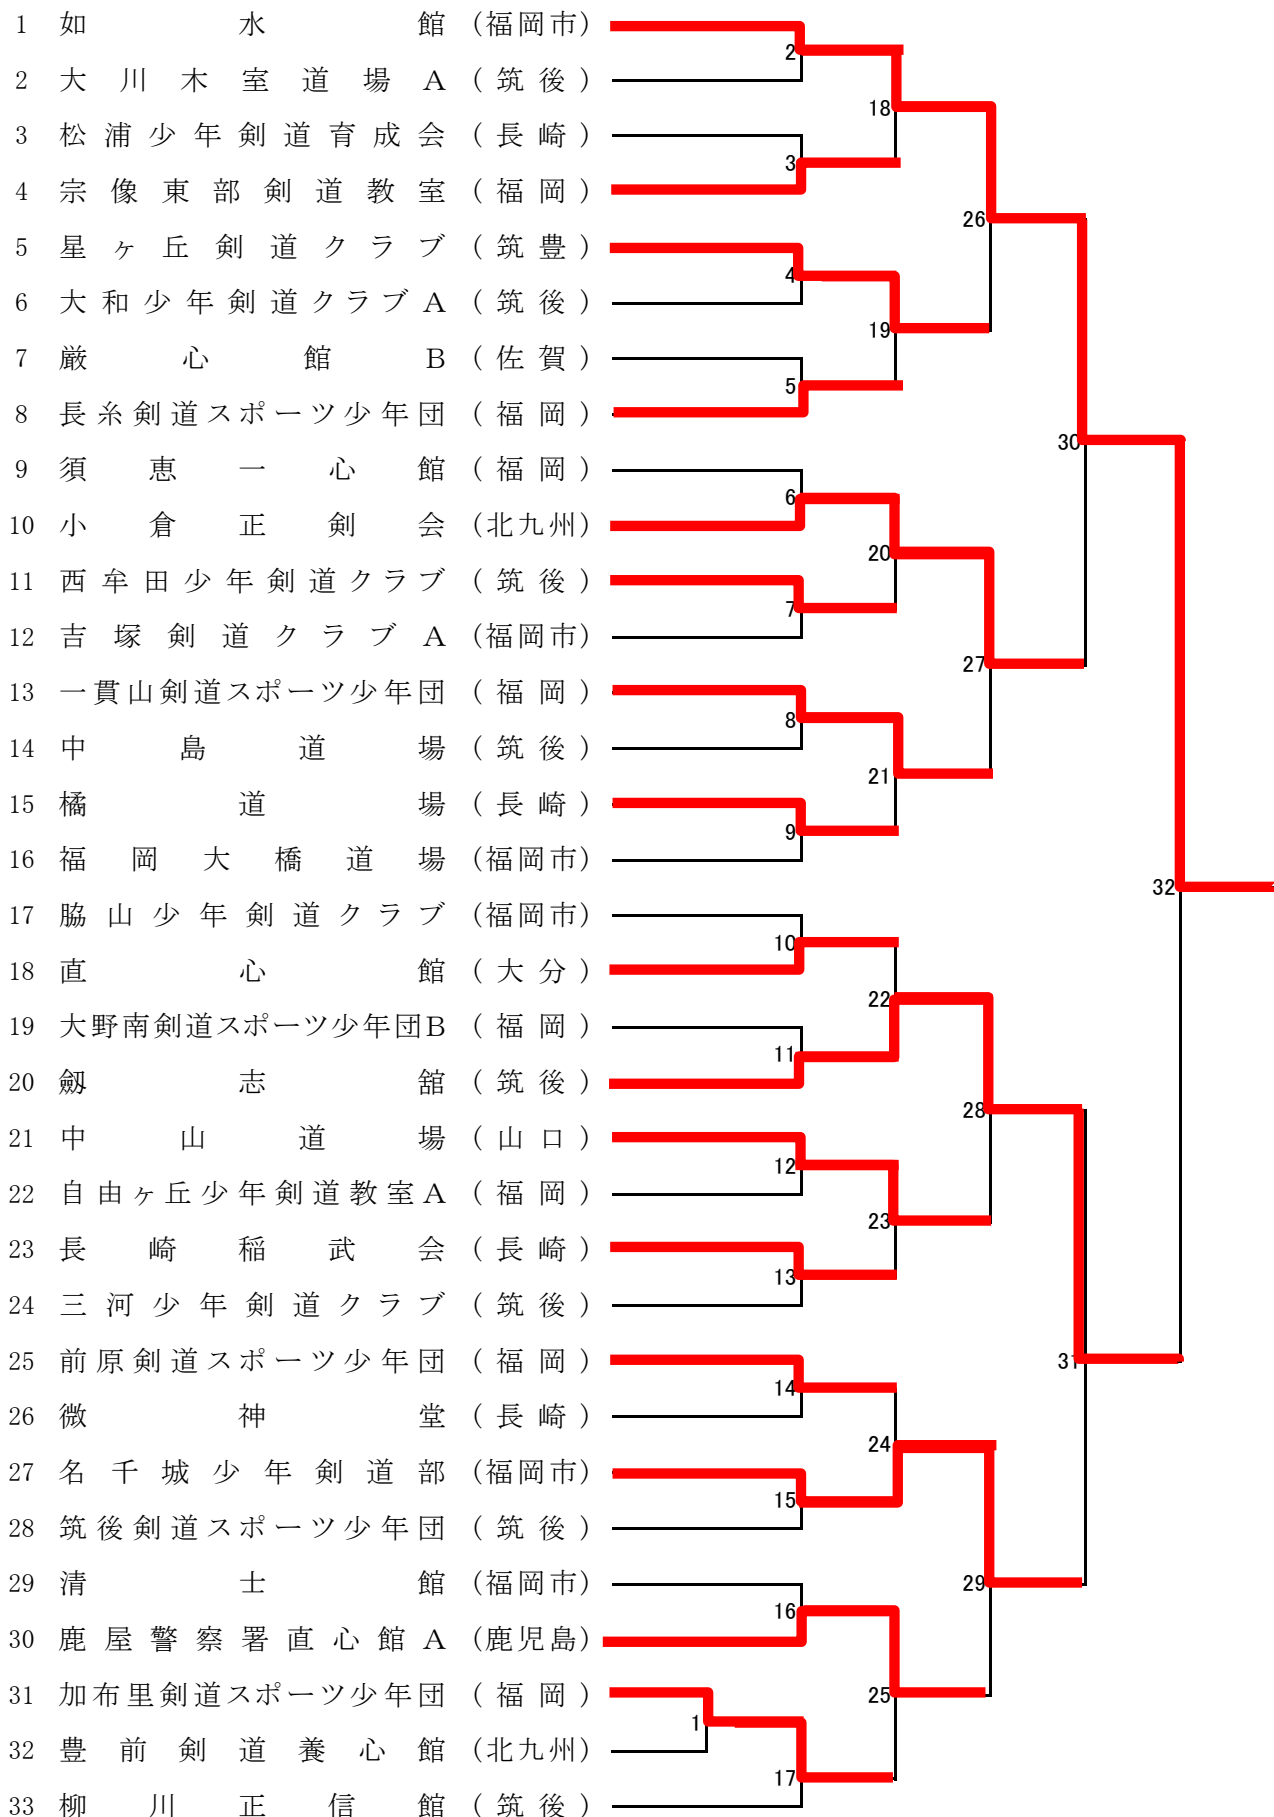 1 如水館 (福岡市)
2 大川木室道場A (筑後)
3 松浦少年剣道育成会 (長崎)
4 宗像東部剣道教室 (福岡)
5 星ヶ丘剣道クラブ (筑豊)
6 大和少年剣道クラブA (筑後)
7 厳心館B (佐賀)
8 長糸剣道スポーツ少年団 (福岡)
9 須恵一心館 (福岡)
10 小倉正剣会 (北九州)
11 西牟田少年剣道クラブ (筑後)
12 吉塚剣道クラブA (福岡市)
13 一貫山剣道スポーツ少年団 (福岡)
14 中島道場 (筑後)
15 橘道場 (長崎)
16 福岡大橋道場 (福岡市)
17 脇山少年剣道クラブ (福岡市)
18 直心館 (大分)
19 大野南剣道スポーツ少年団B (福岡)
20 劔志舘 (筑後)
21 中山道場 (山口)
22 自由ヶ丘少年剣道教室A (福岡)
23 長崎稲武会 (長崎)
24 三河少年剣道クラブ (筑後)
25 前原剣道スポーツ少年団 (福岡)
26 微神堂 (長崎)
27 名千城少年剣道部 (福岡市)
28 筑後剣道スポーツ少年団 (筑後)
29 清士館 (福岡市)
30 鹿屋警察署直心館A (鹿児島)
31 加布里剣道スポーツ少年団 (福岡)
32 豊前剣道養心館 (北九州)
33 柳川正信館 (筑後)
1
2
3
4
5
6
7
8
9
10
11
12
13
14
15
16
17
18
19
20
21
22
23
24
25
26
27
28
29
30
31
32